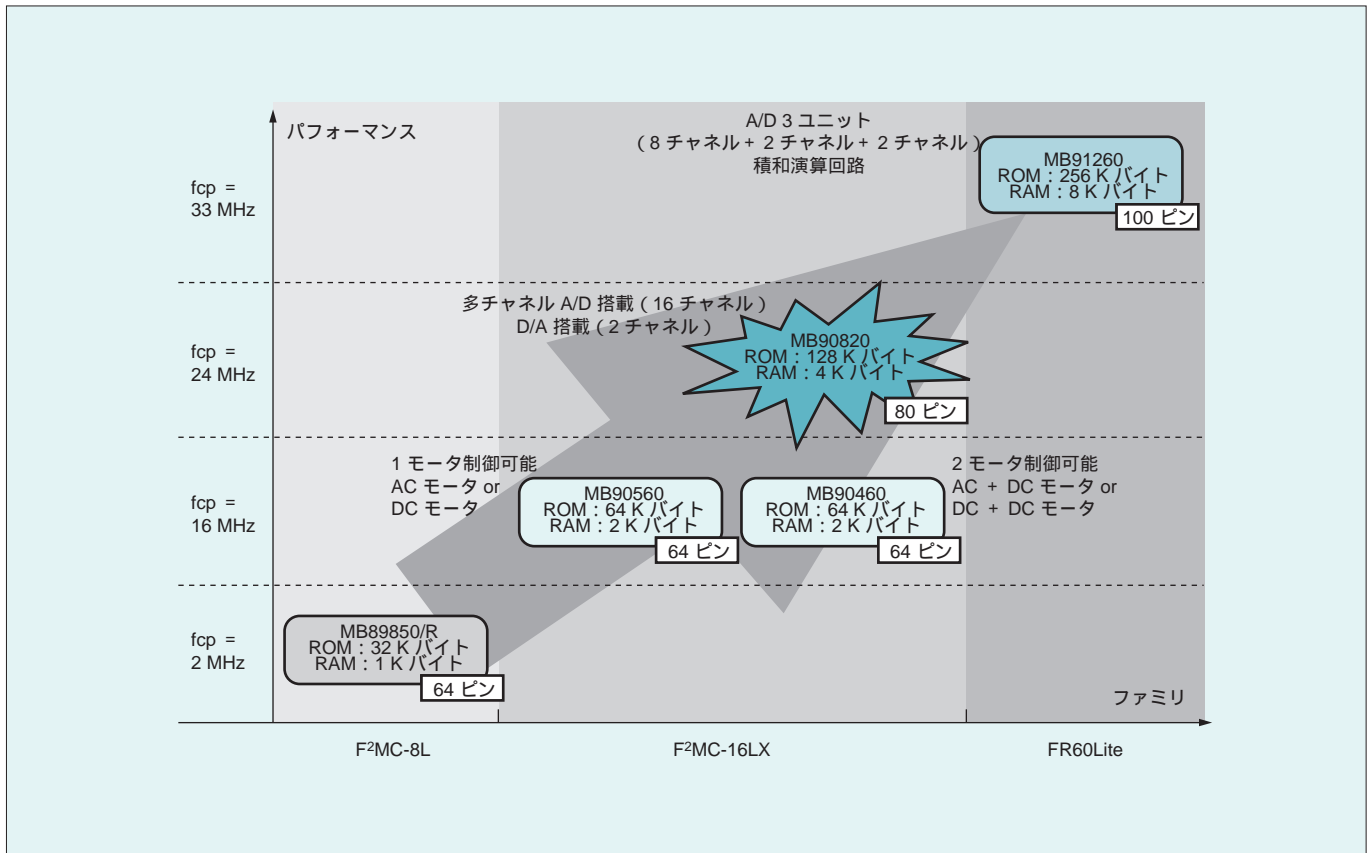 パフォーマンス
A/D 3 ユニット
( 8 チャネル + 2 チャネル + 2 チャネル )
積和演算回路
fcp =
33 MHz
MB91260
ROM : 256 K バイト
RAM : 8 K バイト
100 ピン
多チャネル A/D 搭載 ( 16 チャネル )
D/A 搭載 ( 2 チャネル )
fcp =
24 MHz
MB90820
ROM : 128 K バイト
RAM : 4 K バイト
80 ピン
1 モータ制御可能
AC モータ or
DC モータ
fcp =
16 MHz
MB90560
ROM : 64 K バイト
RAM : 2 K バイト
64 ピン
MB90460
ROM : 64 K バイト
RAM : 2 K バイト
64 ピン
2 モータ制御可能
AC + DC モータ or
DC + DC モータ
fcp =
2 MHz
MB89850/R
ROM : 32 K バイト
RAM : 1 K バイト
64 ピン
ファミリ
F²MC-8L
F²MC-16LX
FR60Lite